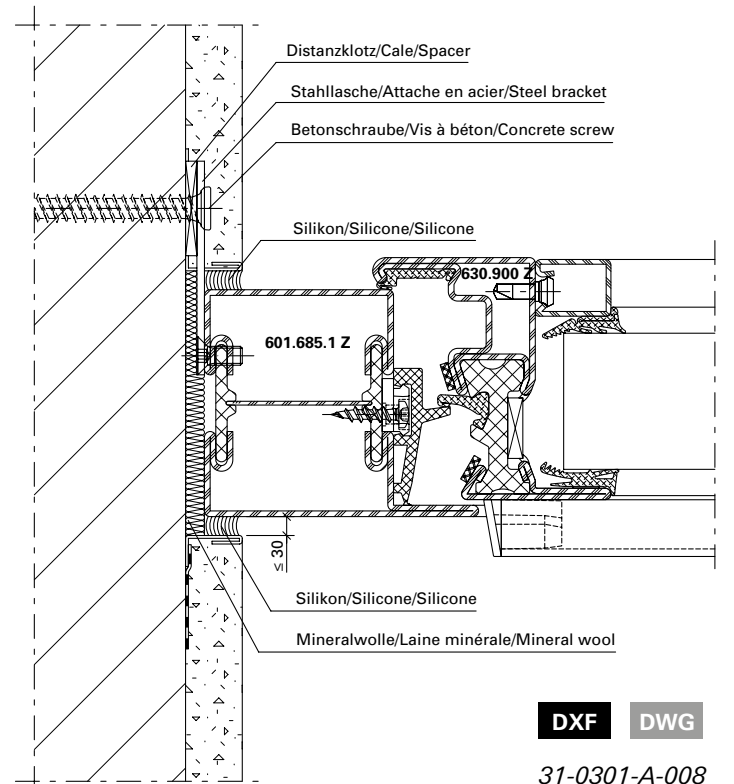 Distanzklotz/Cale/Spacer
Stahllasche/Attache en acier/Steel bracket
Betonschraube/Vis à béton/Concrete screw
Silikon/Silicone/Silicone
630.900 Z
601.685.1 Z
≤ 30
Silikon/Silicone/Silicone
Mineralwolle/Laine minérale/Mineral wool
DXF DWG
31-0301-A-008